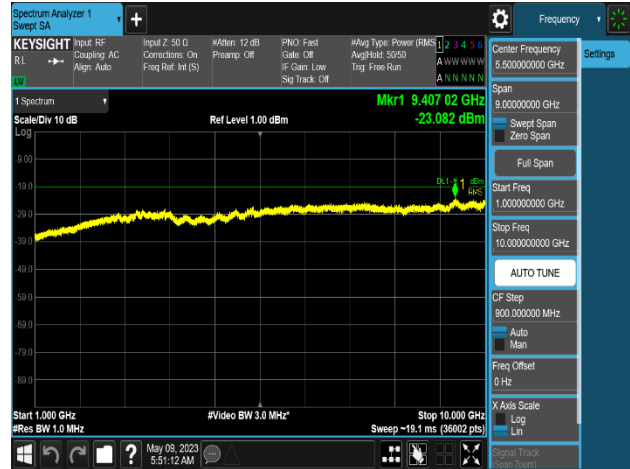 Spectrum Analyzer 1
Swept SA
+
Frequency
KEYSIGHT
RL
Input: RF
Coupling: AC
Align: Auto
Input Z: 50 Ω
Corrections: On
Freq Ref: Int (S)
#Atten: 12 dB
Preamp: Off
PNO: Fast
Gate: Off
IF Gain: Low
Sig Track: Off
#Avg Type: Power (RMS
Avg|Hold: 50/50
Trig: Free Run
1 2 3 4 5 6
A W W W W W
A N N N N N
1 Spectrum
Scale/Div 10 dB
Ref Level 1.00 dBm
Mkr1 9.407 02 GHz
-23.082 dBm
Log
-9.00
-19.0
-29.0
-39.0
-49.0
-59.0
-69.0
-79.0
-89.0
1
RMS
Start 1.000 GHz
#Res BW 1.0 MHz
#Video BW 3.0 MHz*
Stop 10.000 GHz
Sweep ~19.1 ms (36002 pts)
?
May 09, 2023
5:51:12 AM
Settings
Center Frequency
5.500000000 GHz
Span
9.00000000 GHz
Swept Span
Zero Span
Full Span
Start Freq
1.000000000 GHz
Stop Freq
10.000000000 GHz
AUTO TUNE
CF Step
900.000000 MHz
Auto
Man
Freq Offset
0 Hz
X Axis Scale
Log
Lin
Signal Track
(Span Zoom)